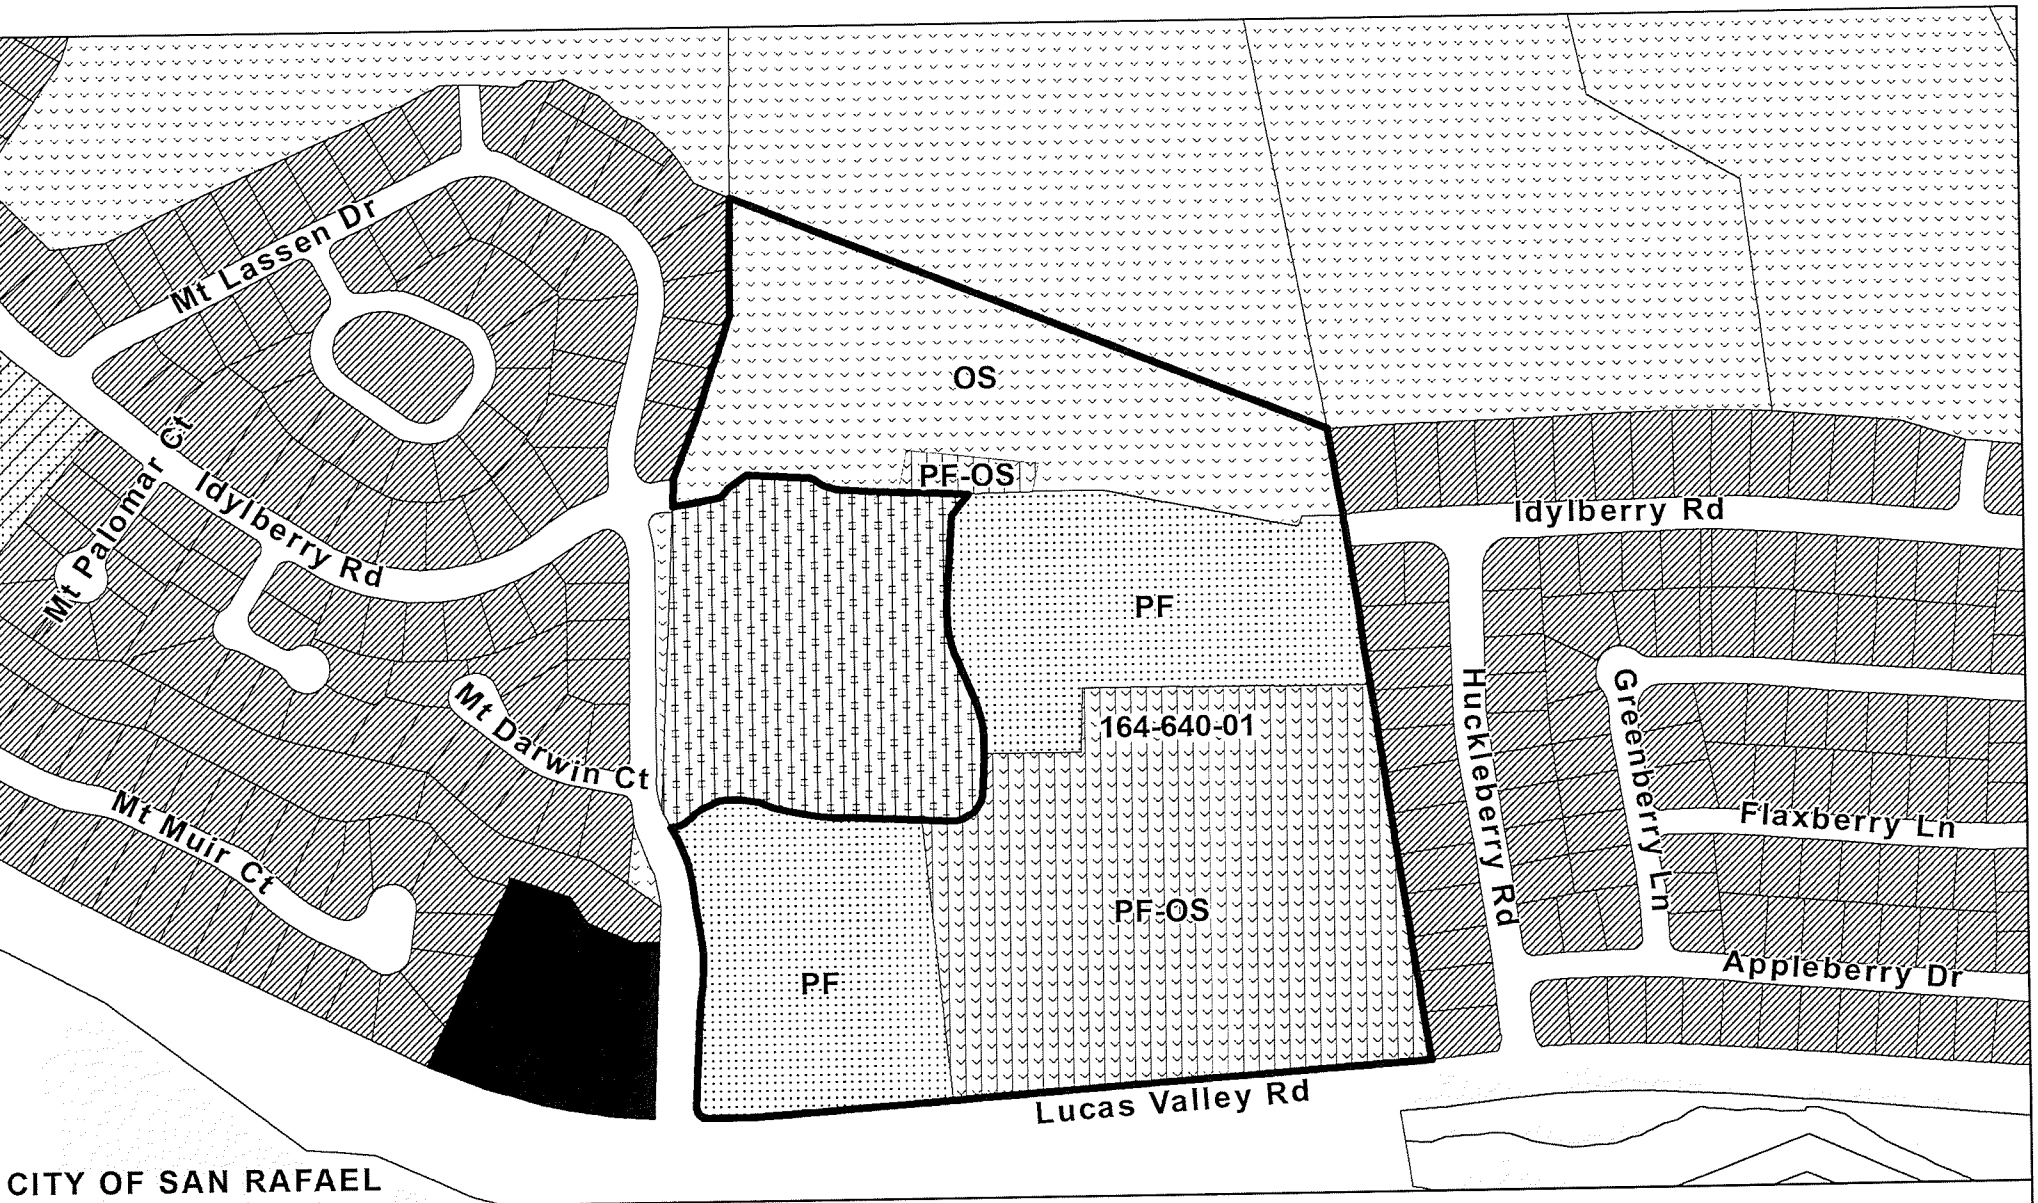 Mt Lassen Dr
OS
Mt Palomar Ct
PF-OS
Idylberry Rd
Idylberry Rd
PF
Mt Darwin Ct
164-640-01
Huckleberry Rd
Greenberry Ln
Mt Muir Ct
Flaxberry Ln
PF-OS
PF
Appleberry Dr
Lucas Valley Rd
CITY OF SAN RAFAEL